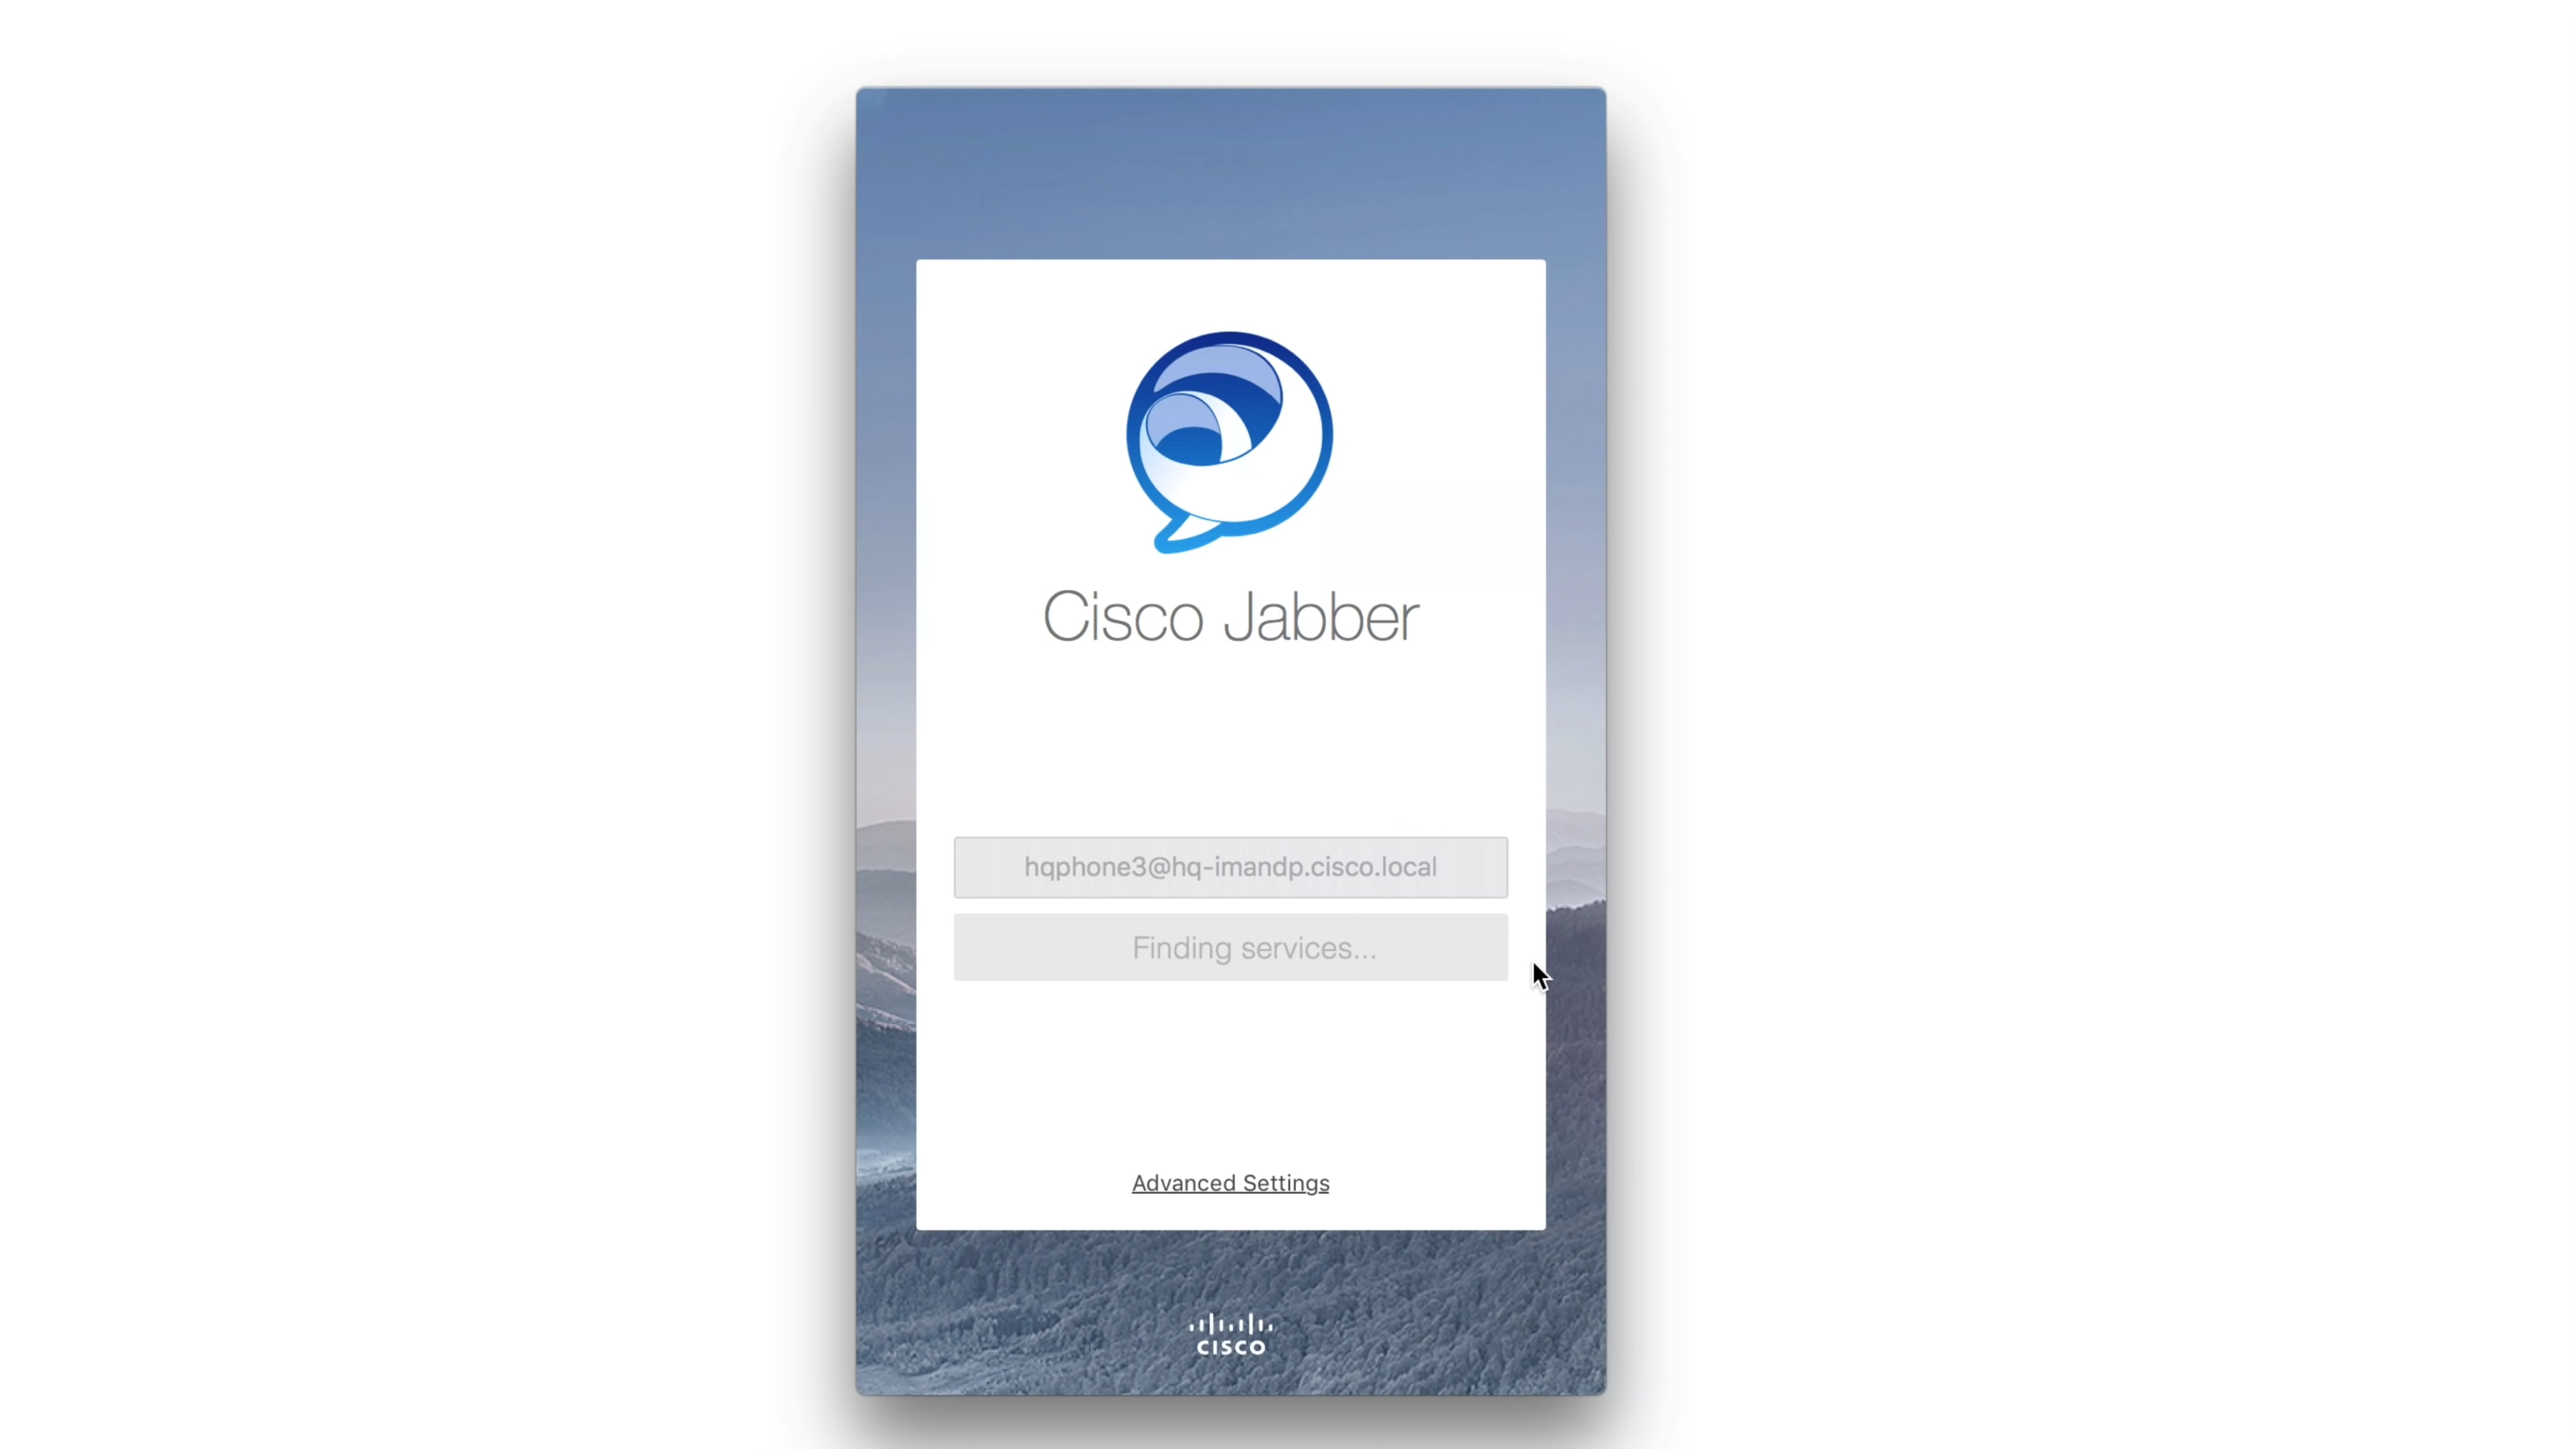 Cisco Jabber
hqphone3@hq-imandp.cisco.local
Finding services...
Advanced Settings
CISCO